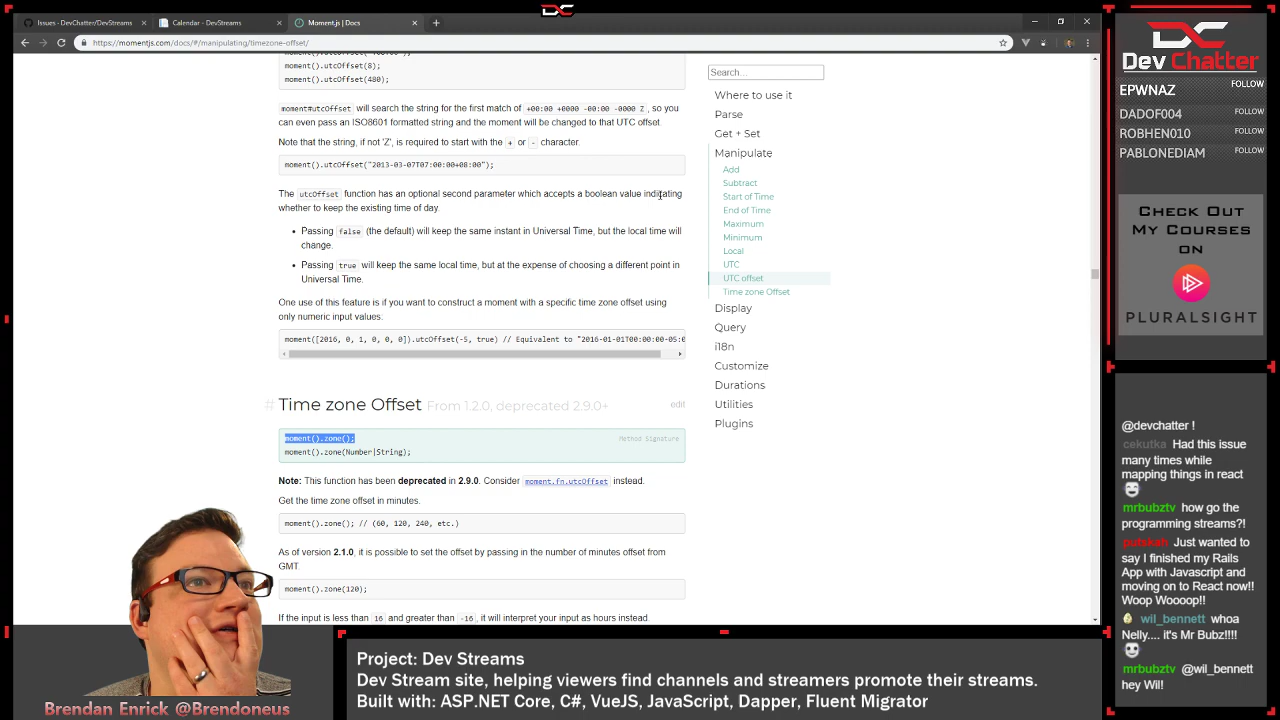 DC
Issues - DevChatter/DevStreams
Calendar - DevStreams
Moment.js | Docs
https://momentjs.com/docs/#/manipulating/timezone-offset/
moment().utcOffset(8);
moment().utcOffset(480);
moment#utcOffset will search the string for the first match of +00:00 +0000 -00:00 -0000 Z, so you
can even pass an ISO8601 formatted string and the moment will be changed to that UTC offset.
Note that the string, if not 'Z', is required to start with the + or - character.
moment().utcOffset("2013-03-07T07:00:00+08:00");
The utcOffset function has an optional second parameter which accepts a boolean value indicating
whether to keep the existing time of day.
• Passing false (the default) will keep the same instant in Universal Time, but the local time will
change.
• Passing true will keep the same local time, but at the expense of choosing a different point in
Universal Time.
One use of this feature is if you want to construct a moment with a specific time zone offset using
only numeric input values.
moment([2016, 0, 1, 0, 0, 0]).utcOffset(-5, true) // Equivalent to "2016-01-01T00:00:00-05:0
# Time zone Offset From 1.2.0, deprecated 2.9.0+ edit
moment().zone(); Method Signature
moment().zone(Number|String);
Note: This function has been deprecated in 2.9.0. Consider moment.fn.utcOffset instead.
Get the time zone offset in minutes.
moment().zone(); // (60, 120, 240, etc.)
As of version 2.1.0, it is possible to set the offset by passing in the number of minutes offset from
GMT.
moment().zone(120);
If the input is less than 16 and greater than -16, it will interpret your input as hours instead.
Search...
Where to use it
Parse
Get + Set
Manipulate
Add
Subtract
Start of Time
End of Time
Maximum
Minimum
Local
UTC
UTC offset
Time zone Offset
Display
Query
i18n
Customize
Durations
Utilities
Plugins
DC
Dev Chatter
EPWNAZ FOLLOW
DADOF004 FOLLOW
ROBHEN010 FOLLOW
PABLONEDIAM FOLLOW
CHECK OUT
MY COURSES
ON
PLURALSIGHT
@devchatter !
cekutka Had this issue
many times while
mapping things in react
mrbubztv how go the
programming streams?!
Just wanted to
say I finished my Rails
App with Javascript and
moving on to React now!!
Woop Woooop!!
wil_bennett whoa
Nelly.... it's Mr Bubz!!!!
mrbubztv @wil_bennett
hey Wil!
Project: Dev Streams
Dev Stream site, helping viewers find channels and streamers promote their streams.
Built with: ASP.NET Core, C#, VueJS, JavaScript, Dapper, Fluent Migrator
Brendan Enrick @Brendoneus